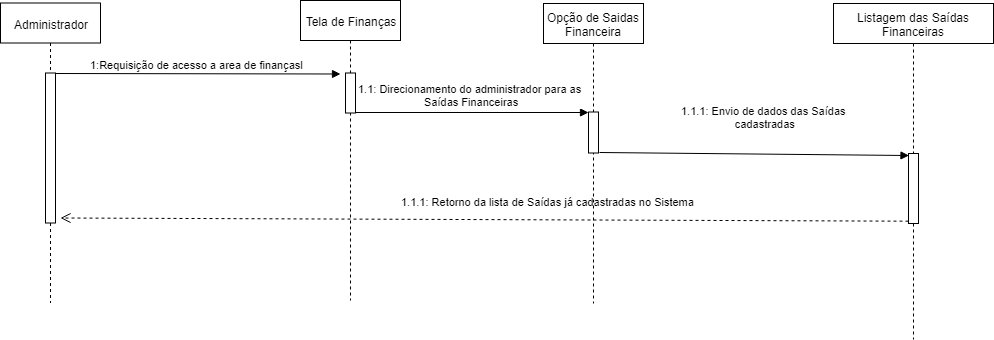 Administrador
Tela de Finanças
Opção de Saidas
Financeira
Listagem das Saídas
Financeiras
1:Requisição de acesso a area de finançasl
1.1: Direcionamento do administrador para as
Saídas Financeiras
1.1.1: Envio de dados das Saídas
cadastradas
1.1.1: Retorno da lista de Saídas já cadastradas no Sistema